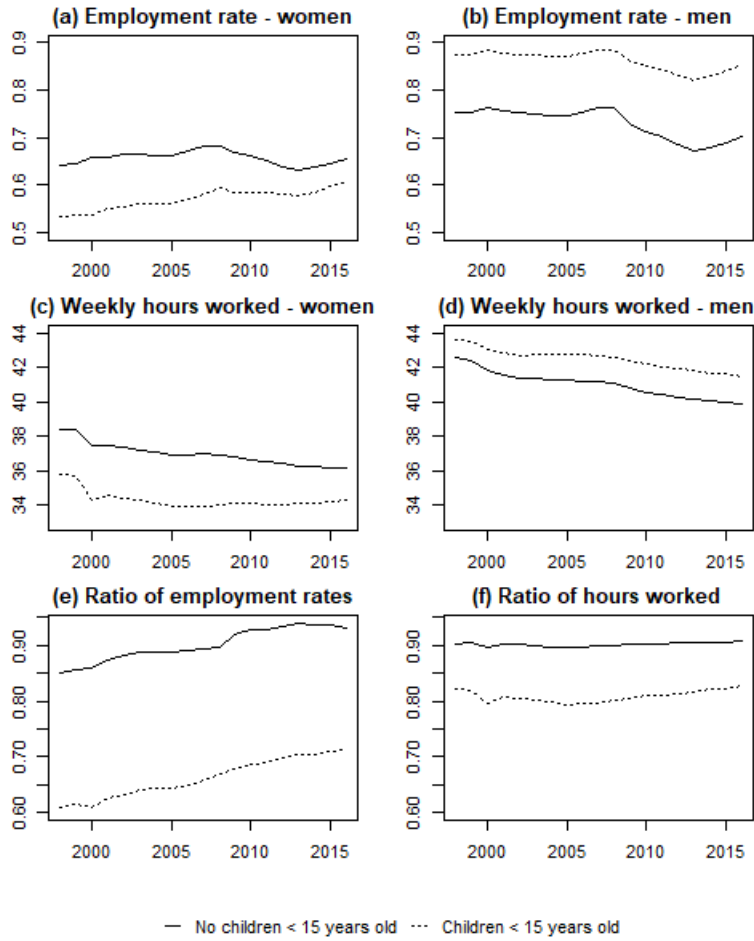 (a) Employment rate - women
(b) Employment rate - men
0.9
0.8
0.7
0.6
0.5
2000 2005 2010 2015
0.9
0.8
0.7
0.6
0.5
2000 2005 2010 2015
(c) Weekly hours worked - women
(d) Weekly hours worked - men
44
42
40
38
36
34
2000 2005 2010 2015
44
42
40
38
36
34
2000 2005 2010 2015
(e) Ratio of employment rates
(f) Ratio of hours worked
0.90
0.80
0.70
0.60
2000 2005 2010 2015
0.90
0.80
0.70
0.60
2000 2005 2010 2015
No children < 15 years old Children < 15 years old